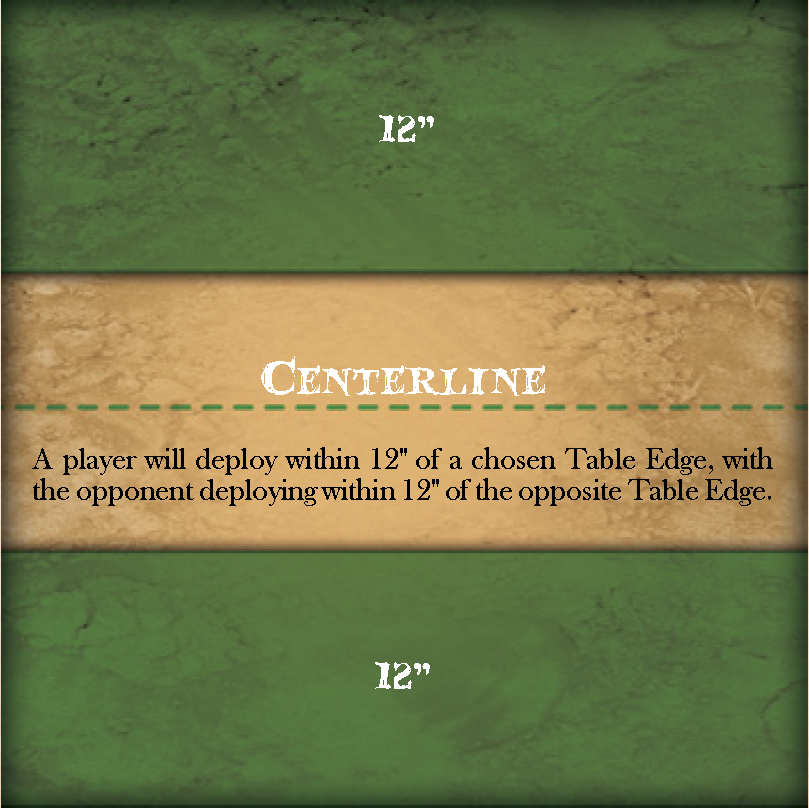 12”
Centerline
A player will deploy within 12" of a chosen Table Edge, with
the opponent deploying within 12" of the opposite Table Edge.
12”